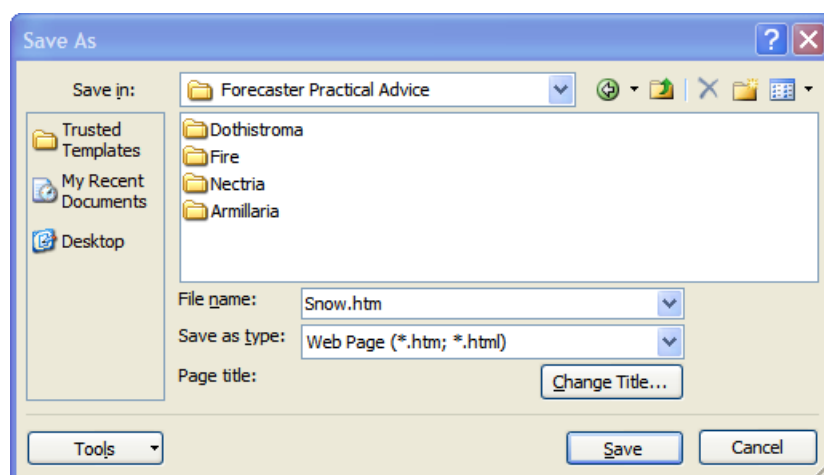 Save As
Save in:
Forecaster Practical Advice
Trusted
Templates
My Recent
Documents
Desktop
Dothistroma
Fire
Nectria
Armillaria
File name:
Snow.htm
Save as type:
Web Page (*.htm; *.html)
Page title:
Change Title...
Tools
Save
Cancel